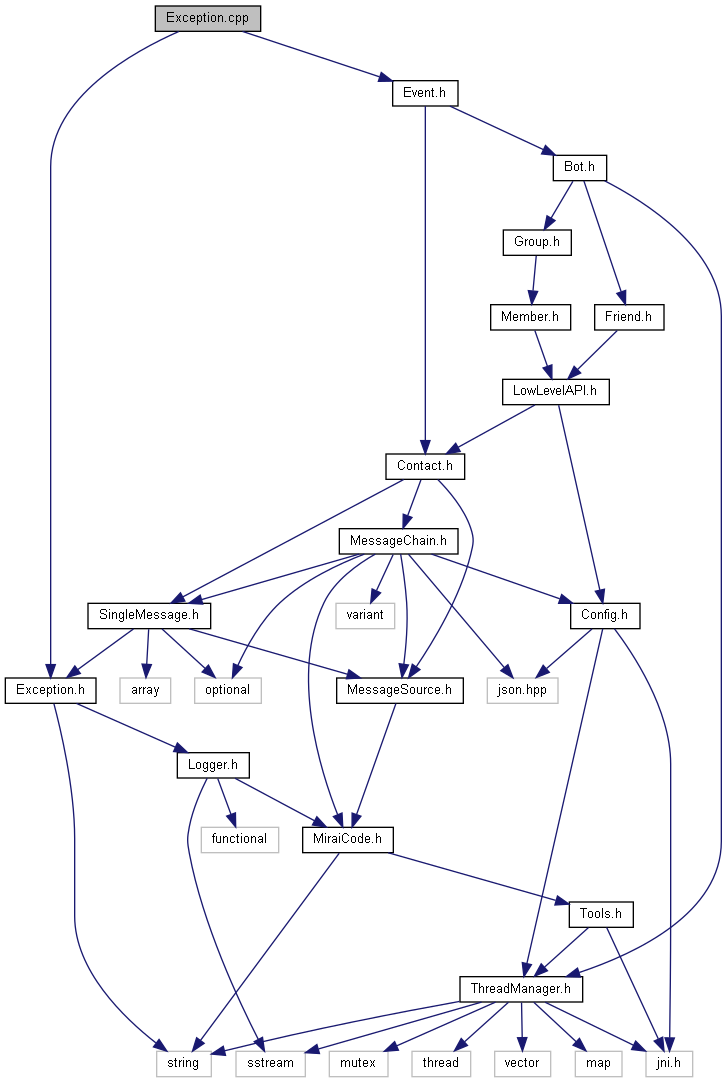 Exception.cpp
Event.h
Bot.h
Group.h
Member.h
Friend.h
LowLevelAPI.h
Contact.h
MessageChain.h
SingleMessage.h
variant
Config.h
Exception.h
array
optional
MessageSource.h
json.hpp
Logger.h
functional
MiraiCode.h
Tools.h
ThreadManager.h
string
sstream
mutex
thread
vector
map
jni.h